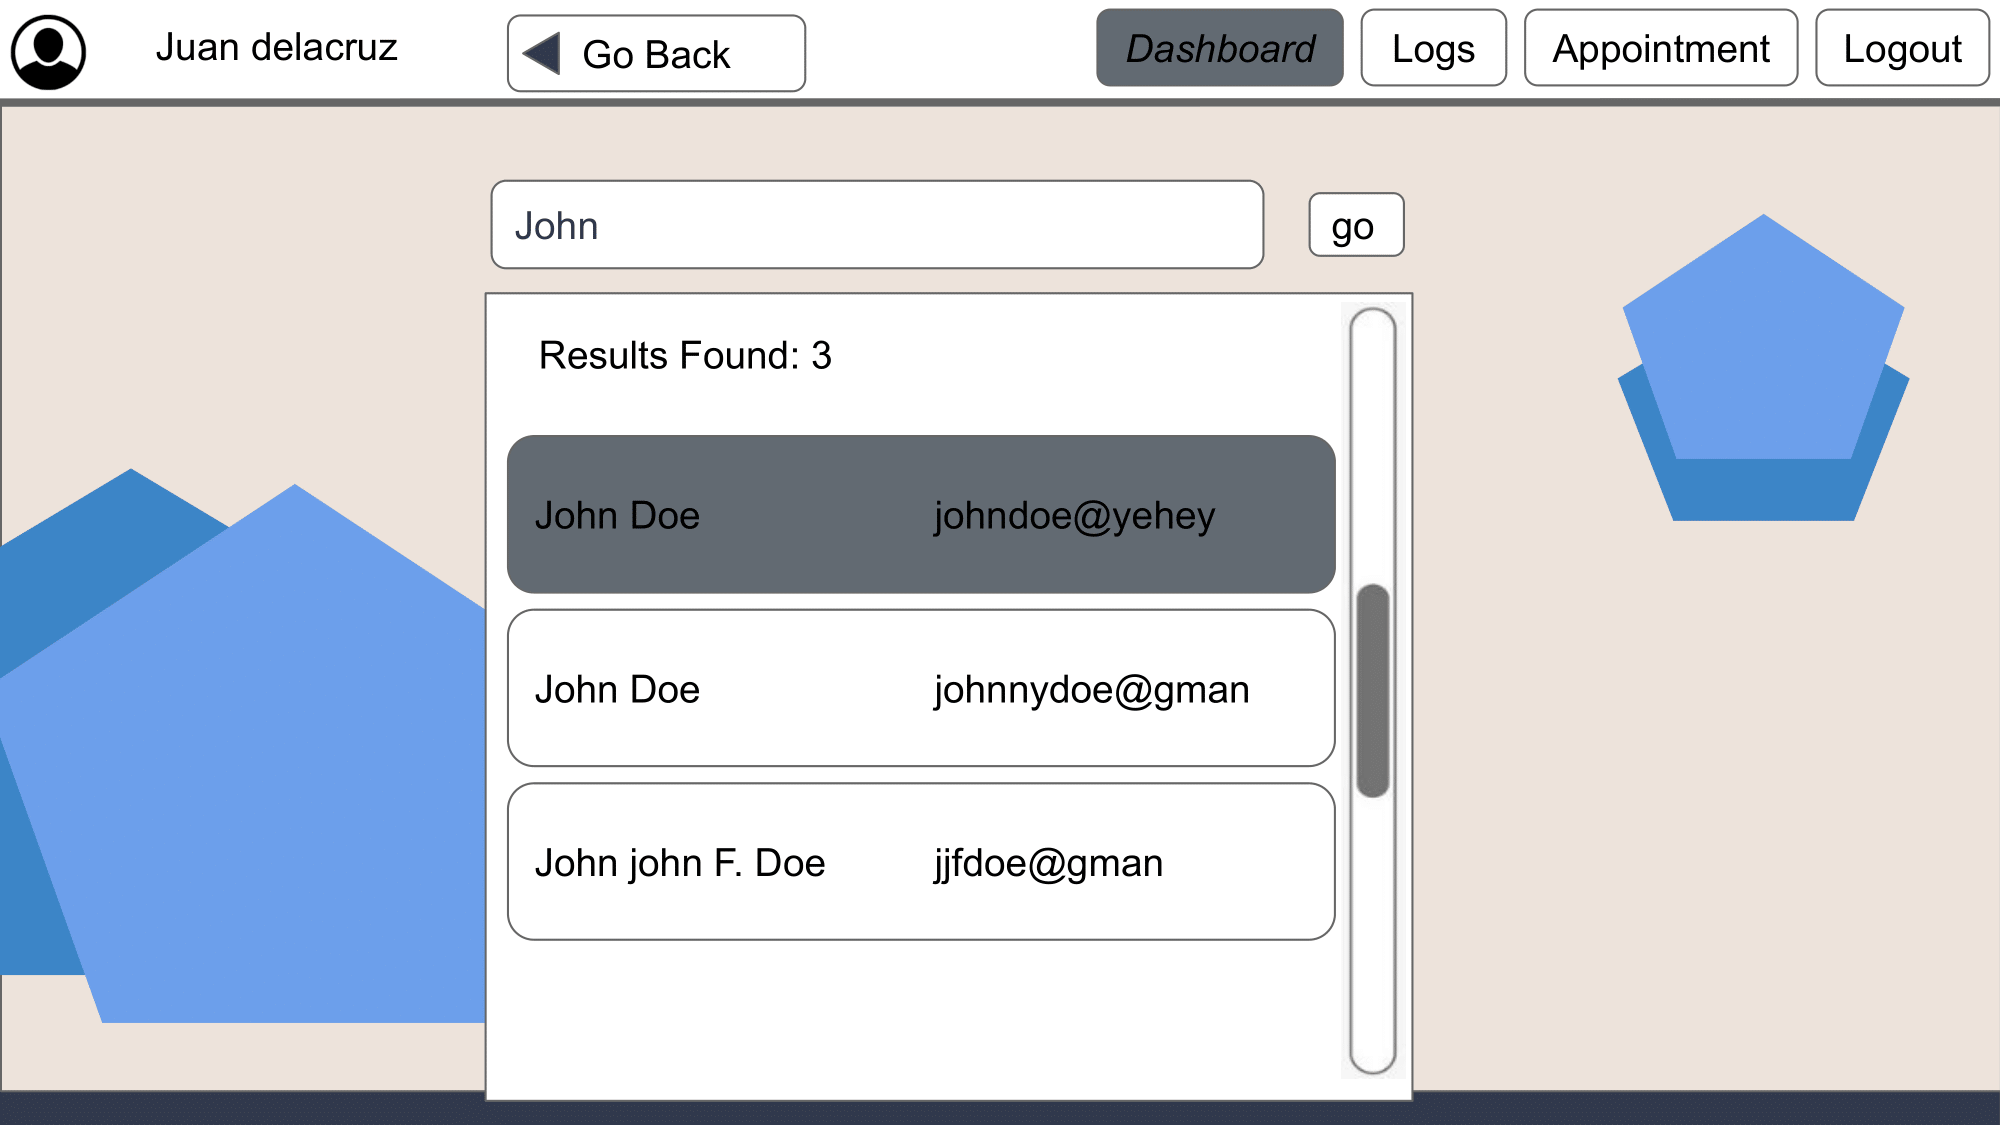 Juan delacruz
Go Back
Dashboard
Logs
Appointment
Logout
John
go
Results Found: 3
John Doe johndoe@yehey
John Doe johnnydoe@gman
John john F. Doe jjfdoe@gman